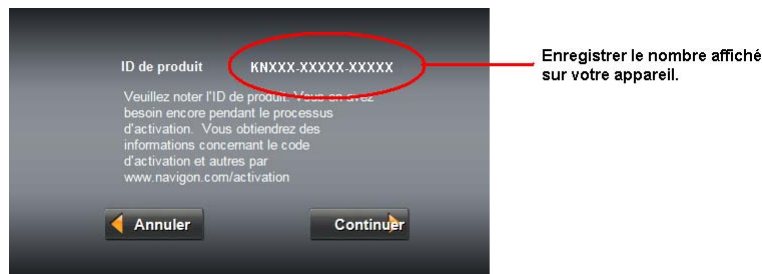 ID de produit KNXXX-XXXXX-XXXXX
Veuillez noter l'ID de produit. Vous en avez
besoin encore pendant le processus
d'activation. Vous obtiendrez des
informations concernant le code
d'activation et autres par
www.navigon.com/activation
Annuler
Continuer
Enregistrer le nombre affiché
sur votre appareil.